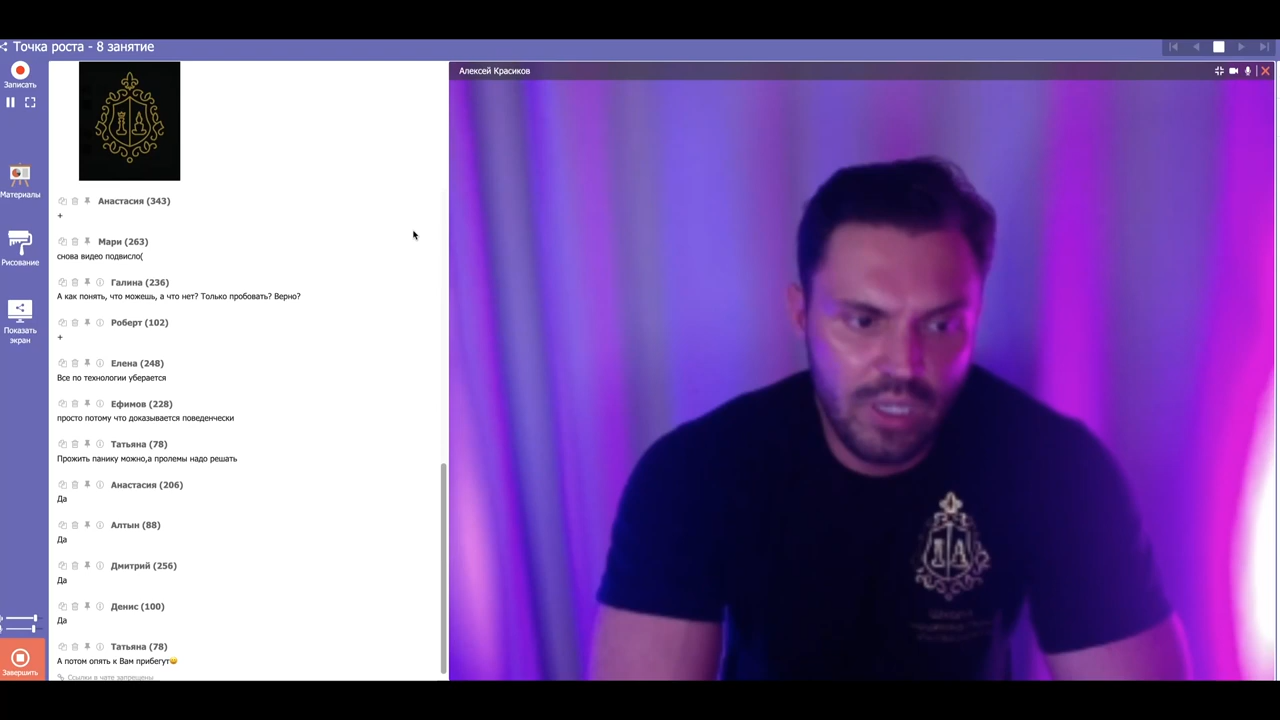 Точка роста - 8 занятие
Записать
Материалы
Рисование
Показать
экран
Завершить
Анастасия (343)
+
Мари (263)
снова видео подвисло(
Галина (236)
А как понять, что можешь, а что нет? Только пробовать? Верно?
Роберт (102)
+
Елена (248)
Все по технологии уберается
Ефимов (228)
просто потому что доказывается поведенчески
Татьяна (78)
Прожить панику можно,а пролемы надо решать
Анастасия (206)
Да
Алтын (88)
Да
Дмитрий (256)
Да
Денис (100)
Да
Татьяна (78)
А потом опять к Вам прибегут😀
Ссылки в чате запрещены
Алексей Красиков